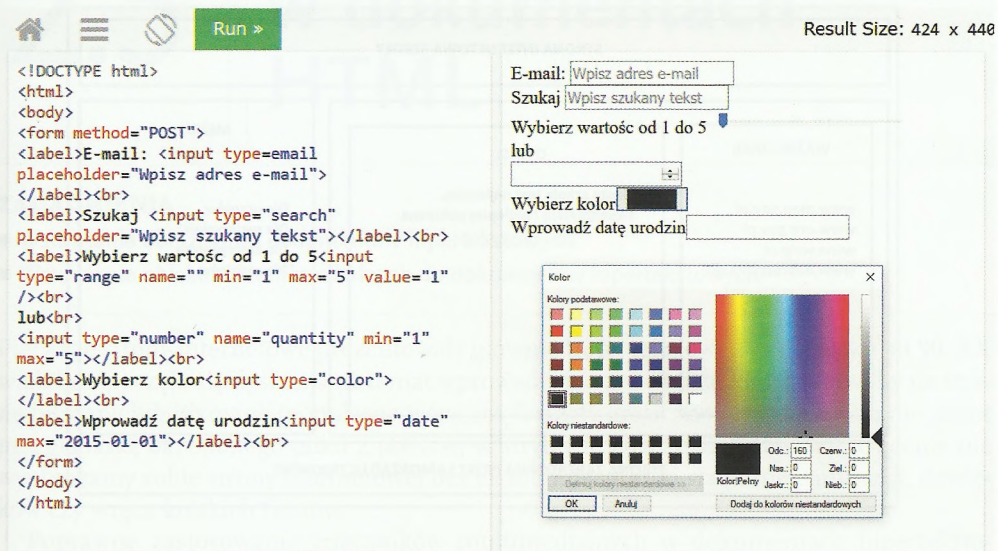 Run »
Result Size: 424 x 440
<!DOCTYPE html>
<html>
<body>
<form method="POST">
<label>E-mail: <input type=email
placeholder="Wpisz adres e-mail">
</label><br>
<label>Szukaj <input type="search"
placeholder="Wpisz szukany tekst"></label><br>
<label>Wybierz wartośc od 1 do 5<input
type="range" name="" min="1" max="5" value="1"
/><br>
lub<br>
<input type="number" name="quantity" min="1"
max="5"></label><br>
<label>Wybierz kolor<input type="color">
</label><br>
<label>Wprowadź datę urodzin<input type="date"
max="2015-01-01"></label><br>
</form>
</body>
</html>
E-mail: Wpisz adres e-mail
Szukaj Wpisz szukany tekst
Wybierz wartośc od 1 do 5
lub
Wybierz kolor
Wprowadź datę urodzin
Kolor
Kolory podstawowe:
Kolory niestandardowe:
Definiuj kolory niestandardowe >>
OK Anuluj
Kolor|Pełny
Odc.: 160 Czerw.: 0
Nas.: 0 Ziel.: 0
Jaskr.: 0 Nieb.: 0
Dodaj do kolorów niestandardowych